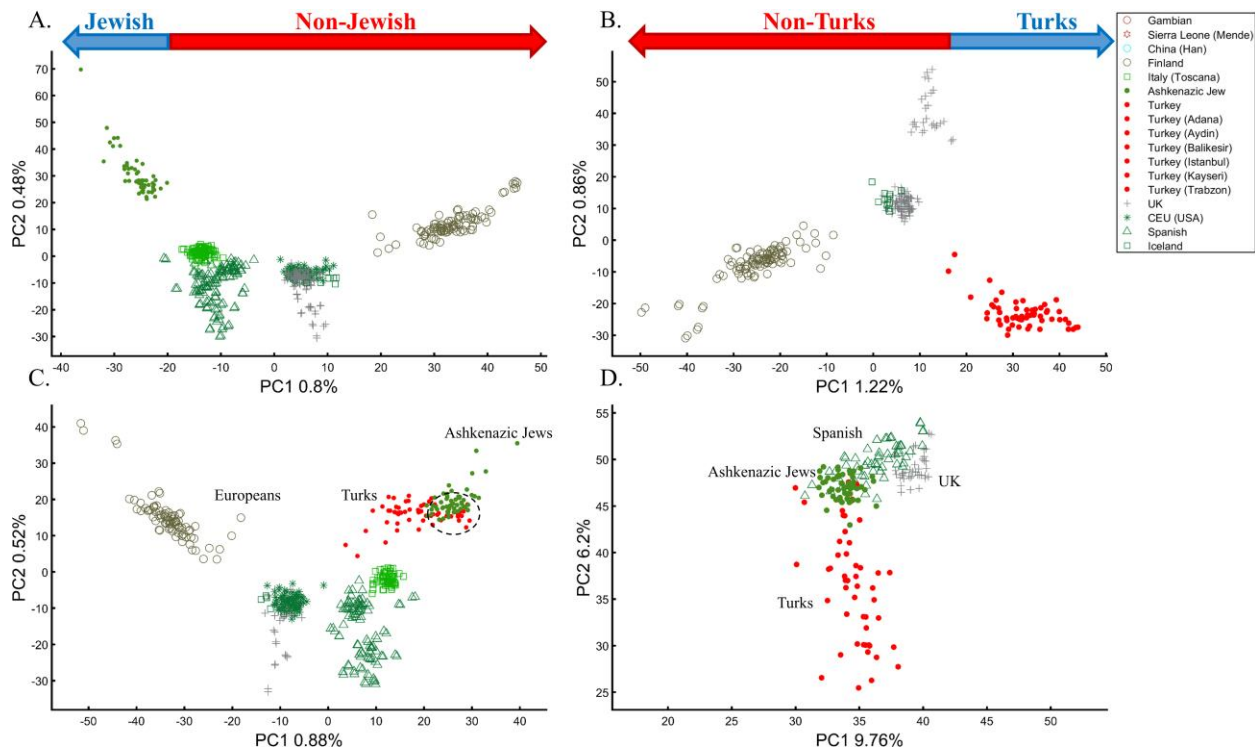 A.
Jewish
Non-Jewish
70
60
50
40
30
20
10
0
-10
-20
-30
PC2 0.48%
-40
-30
-20
-10
0
10
20
30
40
50
PC1 0.8%
B.
Non-Turks
Turks
50
40
30
20
10
0
-10
-20
-30
PC2 0.86%
-50
-40
-30
-20
-10
0
10
20
30
40
50
PC1 1.22%
Gambian
Sierra Leone (Mende)
China (Han)
Finland
Italy (Toscana)
Ashkenazic Jew
Turkey
Turkey (Adana)
Turkey (Aydin)
Turkey (Balikesir)
Turkey (Istanbul)
Turkey (Kayseri)
Turkey (Trabzon)
UK
CEU (USA)
Spanish
Iceland
C.
Ashkenazic Jews
Europeans
Turks
40
30
20
10
0
-10
-20
-30
PC2 0.52%
-50
-40
-30
-20
-10
0
10
20
30
40
PC1 0.88%
D.
Spanish
Ashkenazic Jews
UK
Turks
55
50
45
40
35
30
25
PC2 6.2%
20
25
30
35
40
45
50
PC1 9.76%